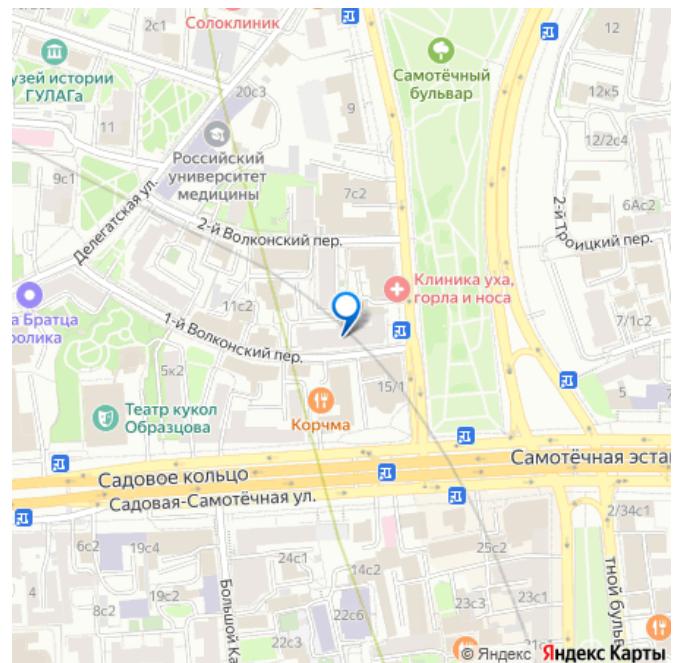 2с1
Солоклиник
12
узей истории
ГУЛАГа
Самотёчный
бульвар
20с3
12к5
9
11
12/2с4
Российский
университет
медицины
9с1
7с2
6Ас2
Делегатская ул.
2-й Волконский пер.
2-й Троицкий пер.
Клиника уха,
горла и носа
11с2
а Братца
ролика
1-й Волконский пер.
7/1с2
5к2
15/1
5
Театр кукол
Образцова
Корчма
Садовое кольцо
Самотёчная эста
Садовая-Самотёчная ул.
2/34с1
6с2
19с4
25с2
24с1
14с2
4
Большой Ка
тной бульв
19с2
8с2
22с6
23с3
23с1
22с3
21с1
© Яндекс Яндекс Карты